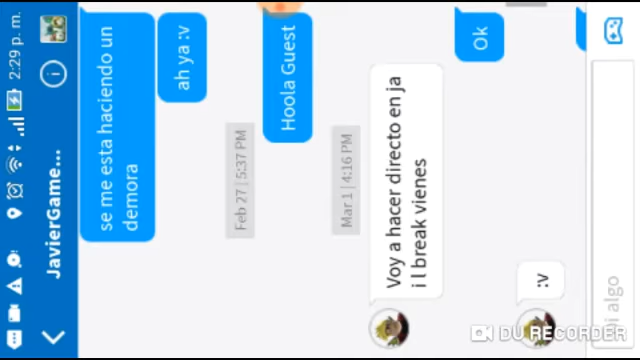 2:29 p. m.
JavierGame...
se me esta haciendo un
demora
ah ya :v
Feb 27 | 5:37 PM
Hoola Guest
Mar 1 | 4:16 PM
Voy a hacer directo en ja
i l break vienes
Ok
:v
i algo
DU RECORDER